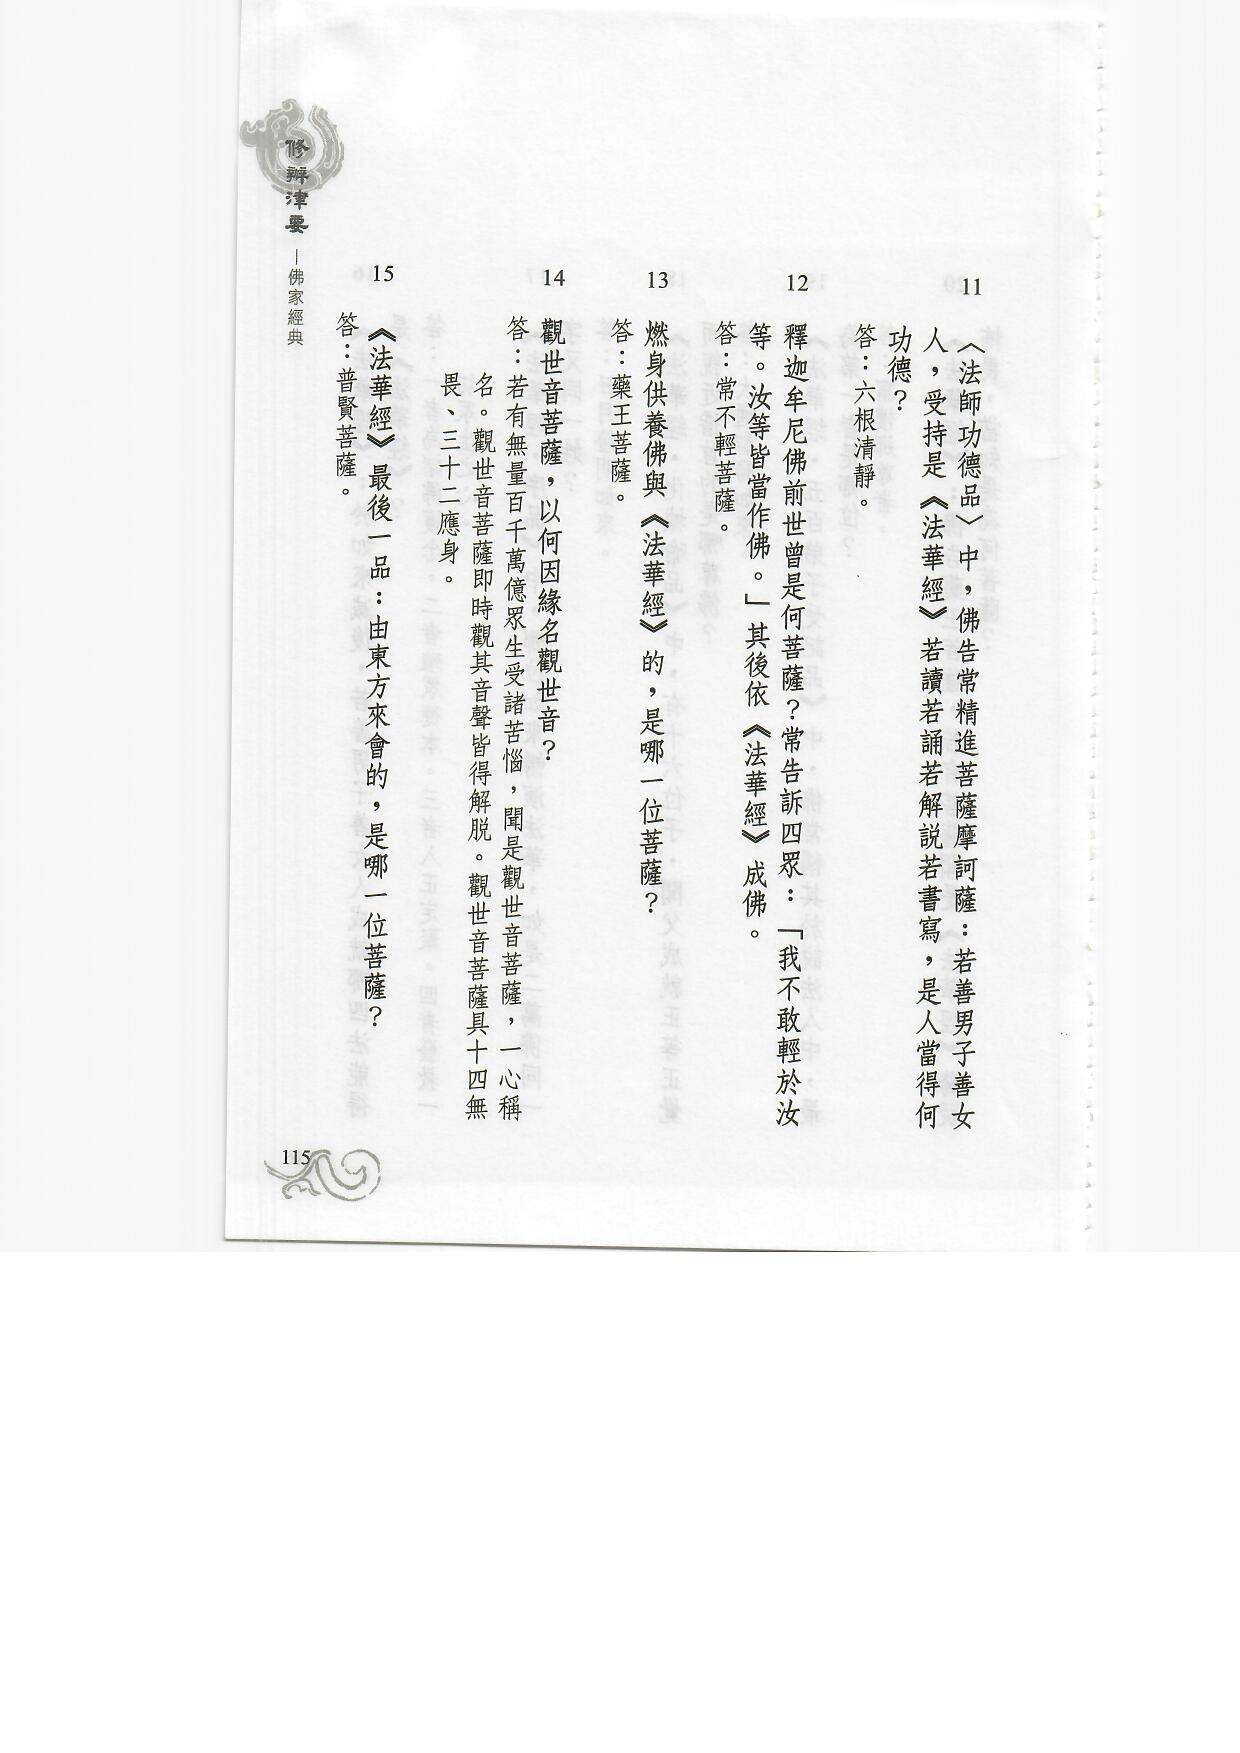 11
〈法師功德品〉中，佛告常精進菩薩摩訶薩：若善男子善女
人，受持是《法華經》若讀若誦若解說若書寫，是人當得何
功德？
答：六根清靜。
12
釋迦牟尼佛前世曾是何菩薩？常告訴四眾：「我不敢輕於汝
等。汝等皆當作佛。」其後依《法華經》成佛。
答：常不輕菩薩。
13
燃身供養佛與《法華經》的，是哪一位菩薩？
答：藥王菩薩。
14
觀世音菩薩，以何因緣名觀世音？
答：若有無量百千萬億眾生受諸苦惱，聞是觀世音菩薩，一心稱
名。觀世音菩薩即時觀其音聲皆得解脫。觀世音菩薩具十四無
畏、三十二應身。
15
《法華經》最後一品：由東方來會的，是哪一位菩薩？
答：普賢菩薩。
修辦津要—佛家經典
115